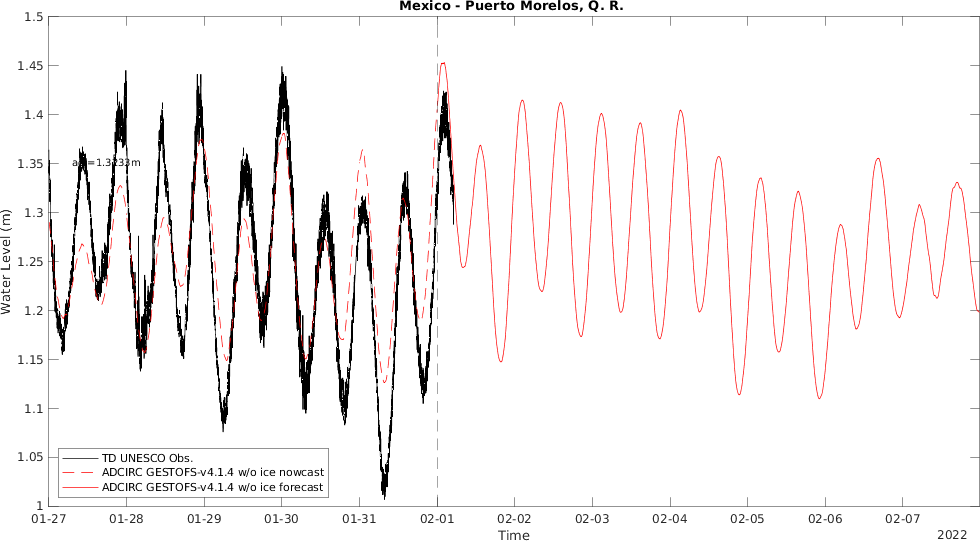 Mexico - Puerto Morelos, Q. R.
1.5
1.45
1.4
1.35
1.3
1.25
1.2
1.15
1.1
1.05
1
Water Level (m)
TD UNESCO Obs.
ADCIRC GESTOFS-v4.1.4 w/o ice nowcast
ADCIRC GESTOFS-v4.1.4 w/o ice forecast
01-27 01-28 01-29 01-30 01-31 02-01 02-02 02-03 02-04 02-05 02-06 02-07
Time
2022